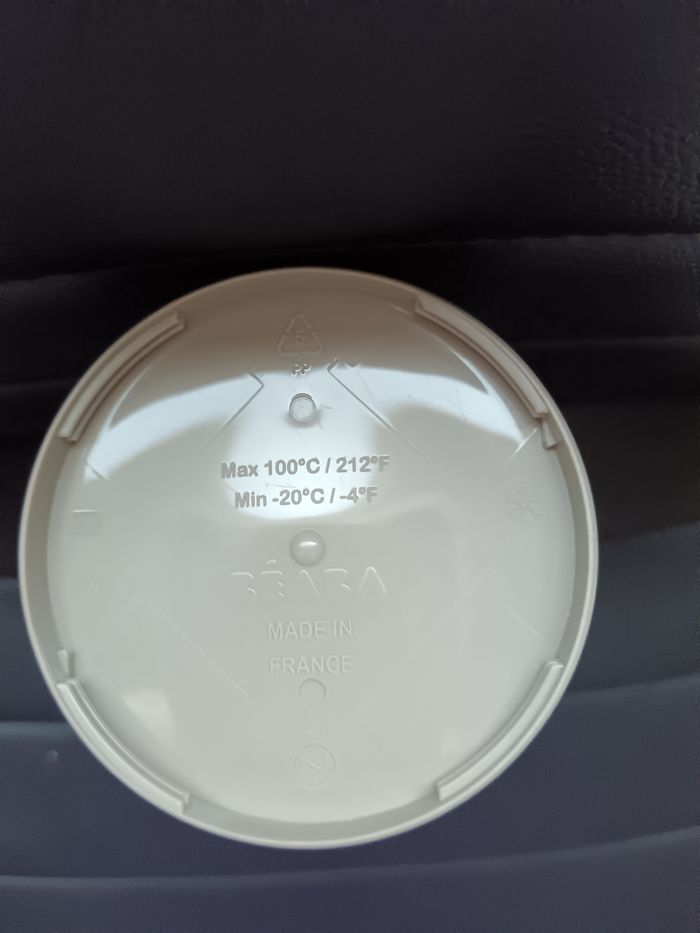 5
PP
Max 100°C / 212°F
Min -20°C / -4°F
BÉABA
MADE IN
FRANCE